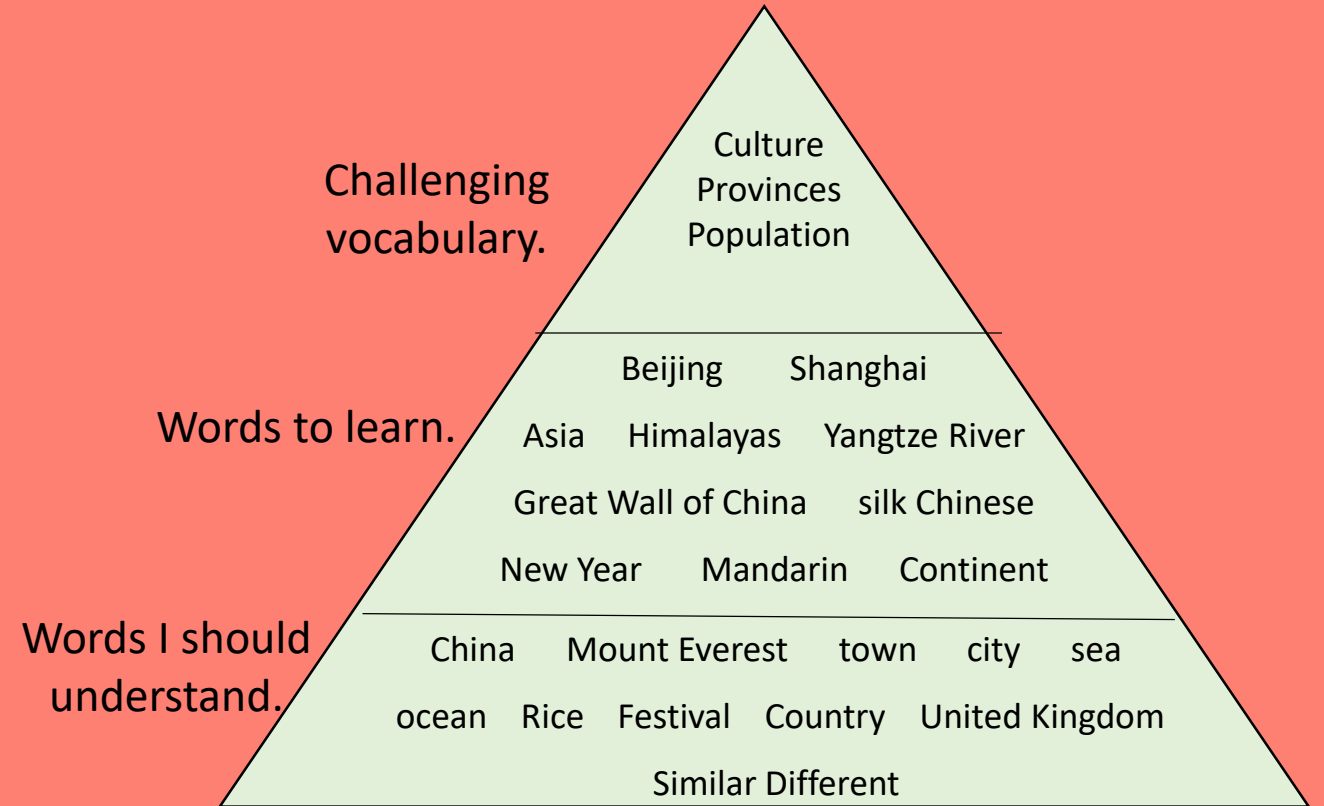 Challenging
vocabulary.
Culture
Provinces
Population
Words to learn.
Beijing Shanghai
Asia Himalayas Yangtze River
Great Wall of China silk Chinese
New Year Mandarin Continent
Words I should
understand.
China Mount Everest town city sea
ocean Rice Festival Country United Kingdom
Similar Different